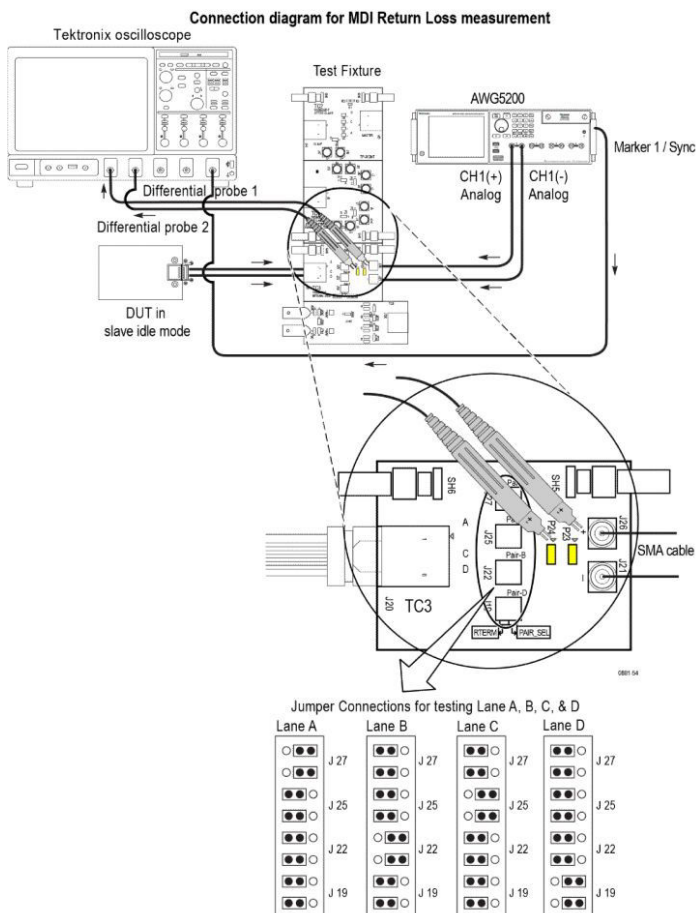 Connection diagram for MDI Return Loss measurement
Tektronix oscilloscope
Test Fixture
AWG5200
Marker 1 / Sync
CH1(+)
Analog
CH1(-)
Analog
Differential probe 1
Differential probe 2
DUT in
slave idle mode
SH6
SH5
J26
J21
P24
P23
+
SMA cable
A
C
D
J25
Pair-B
J22
Pair-D
J20
TC3
RTERM
PAIR_SEL
0881-54
Jumper Connections for testing Lane A, B, C, & D
Lane A
Lane B
Lane C
Lane D
J 27
J 27
J 27
J 27
J 25
J 25
J 25
J 25
J 22
J 22
J 22
J 22
J 19
J 19
J 19
J 19